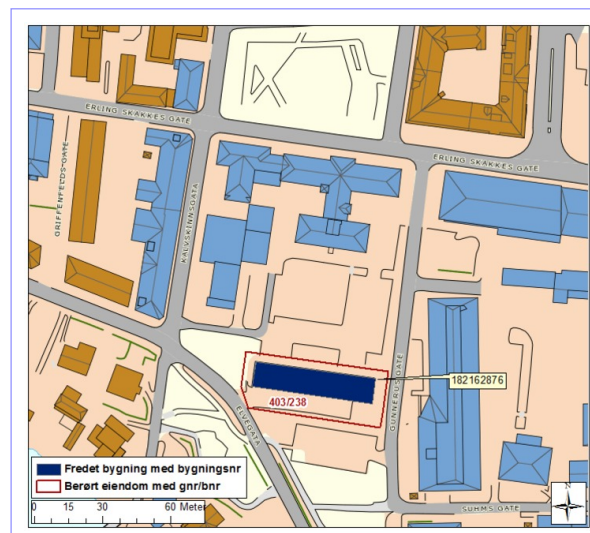 ERLING SKAKKES GATE
ERLING SKAKKES GATE
GRIFFENFELDS GATE
KALVSKINNSGATA
GUNNERUS GATE
182162876
403/238
ELVEGATA
SUHMS GATE
Fredet bygning med bygningsnr
Berørt eiendom med gnr/bnr
0 15 30 60 Meter